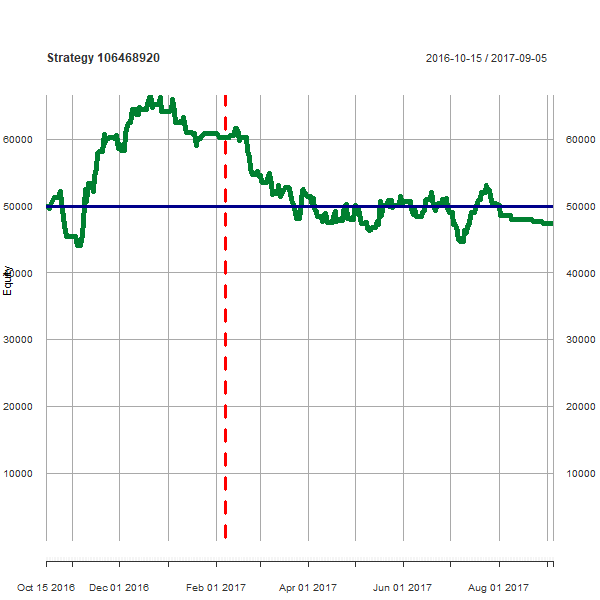 Strategy 106468920
2016-10-15 / 2017-09-05
60000
60000
50000
50000
Equity
40000
40000
30000
30000
20000
20000
10000
10000
Oct 15 2016
Dec 01 2016
Feb 01 2017
Apr 01 2017
Jun 01 2017
Aug 01 2017